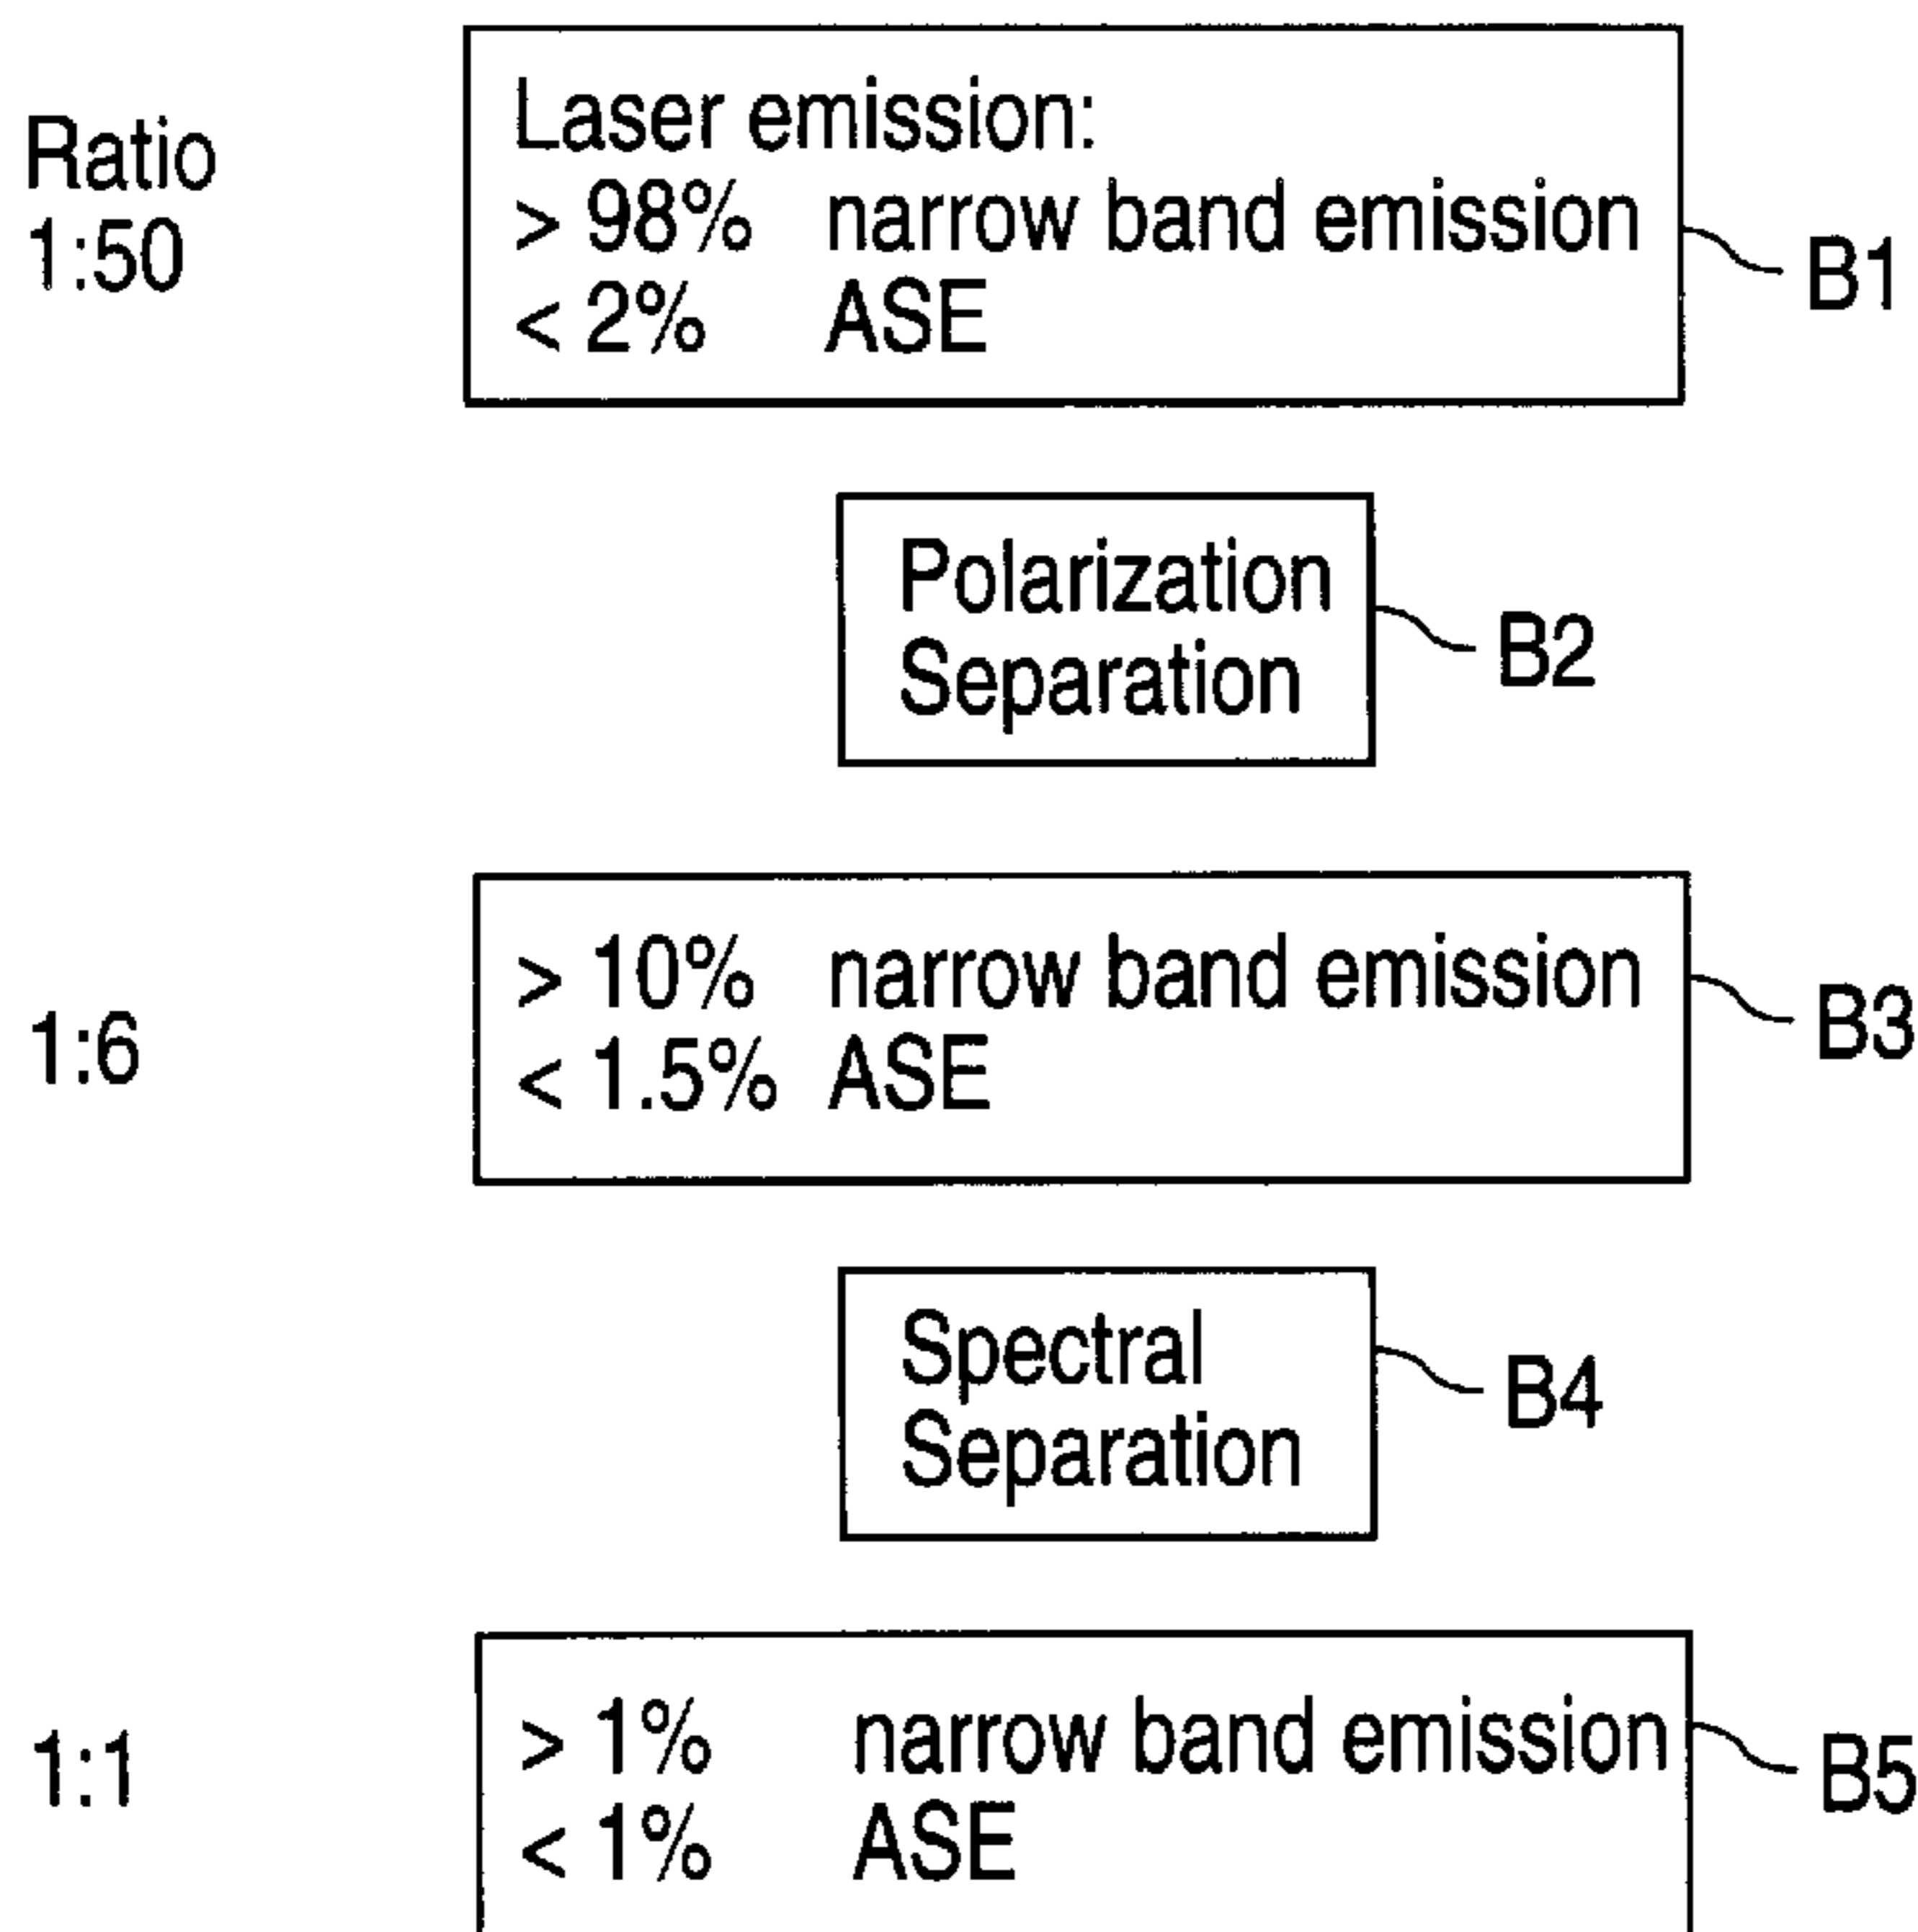 Ratio
1:50
Laser emission:
> 98% narrow band emission
< 2% ASE
B1
Polarization
Separation
B2
1:6
> 10% narrow band emission
< 1.5% ASE
B3
Spectral
Separation
B4
1:1
> 1% narrow band emission
< 1% ASE
B5